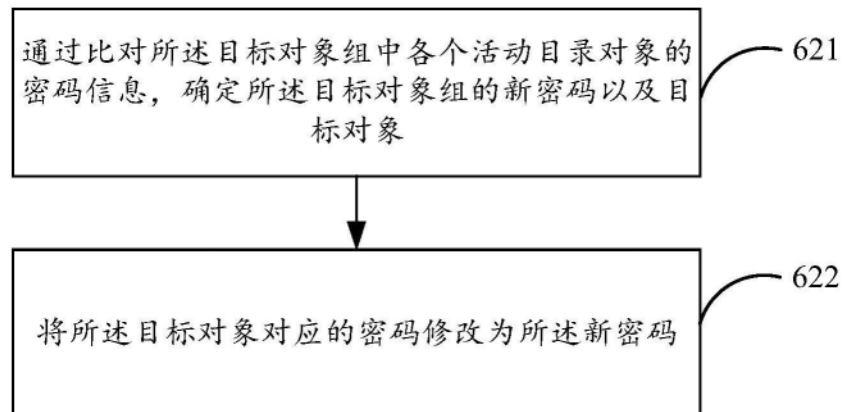 通过比对所述目标对象组中各个活动目录对象的
密码信息，确定所述目标对象组的新密码以及目
标对象
621
将所述目标对象对应的密码修改为所述新密码
622